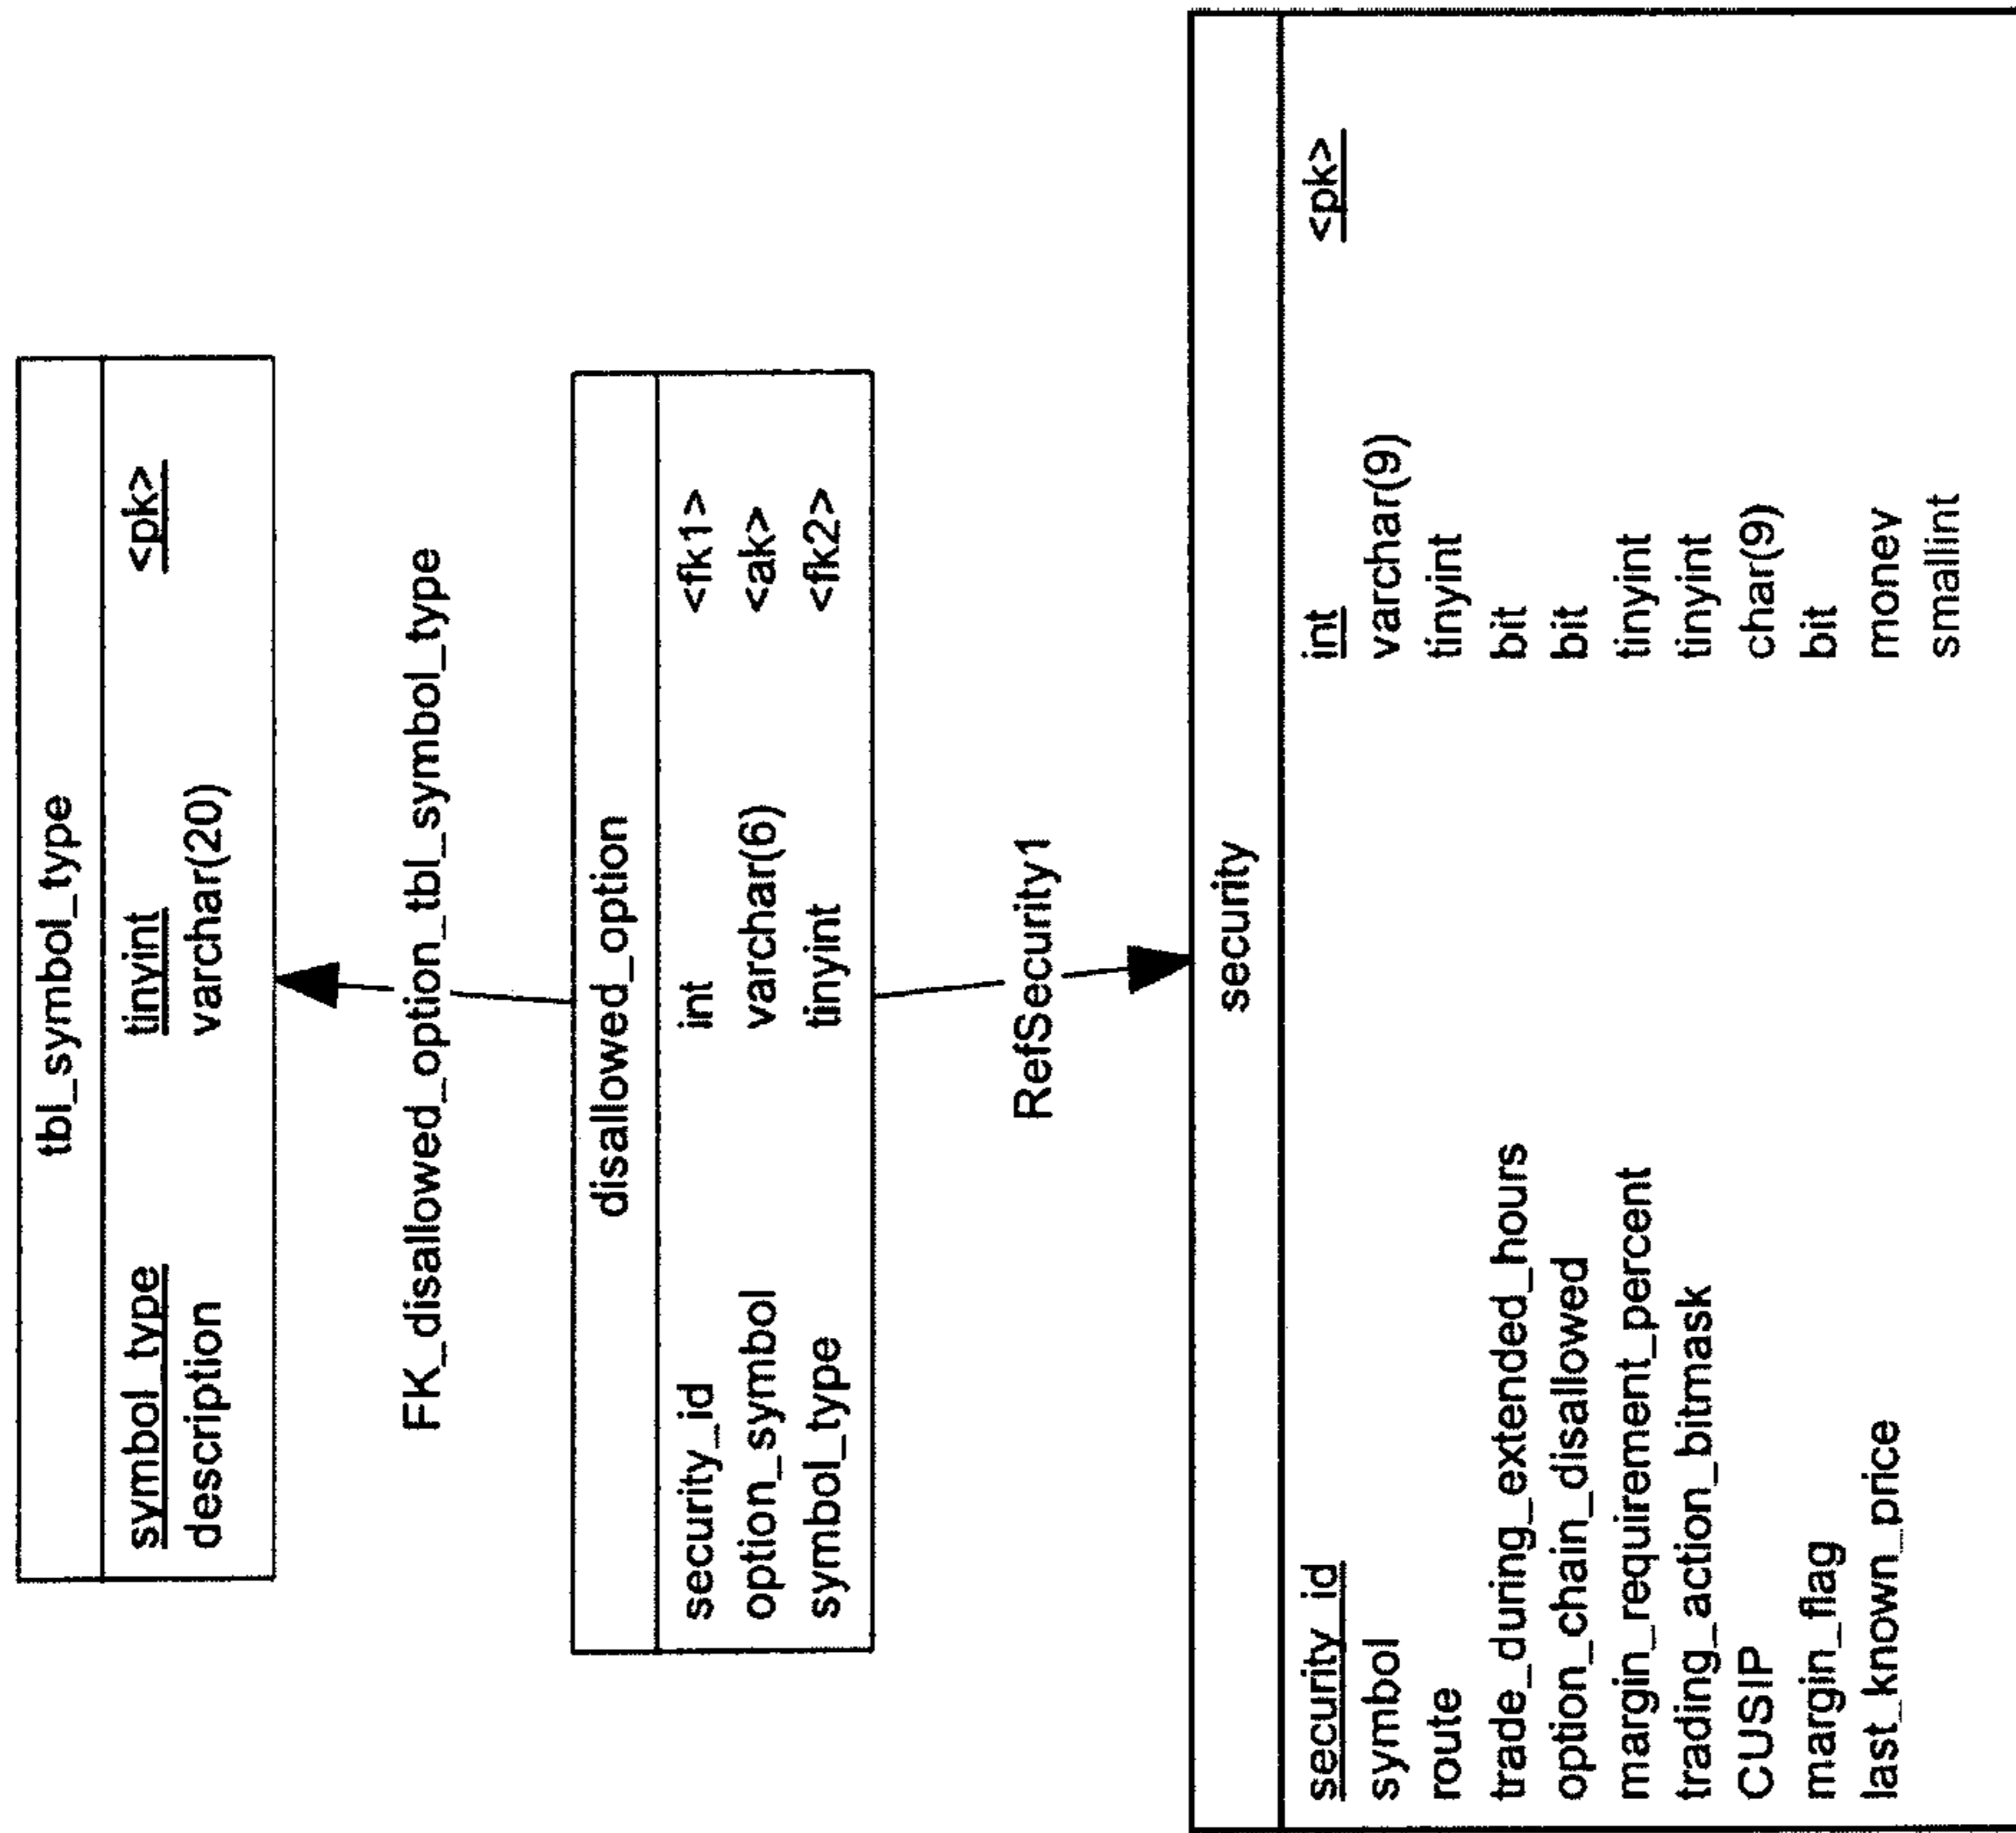 tbl_symbol_type
symbol_type tinyint <pk>
description varchar(20)
FK_disallowed_option_tbl_symbol_type
disallowed_option
security_id int <fk1>
option_symbol varchar(6) <ak>
symbol_type tinyint <fk2>
RefSecurity1
security
security_id int <pk>
symbol varchar(9)
route tinyint
trade_during_extended_hours bit
option_chain_disallowed bit
margin_requirement_percent tinyint
trading_action_bitmask tinyint
CUSIP char(9)
margin_flag bit
last_known_price money
smallint